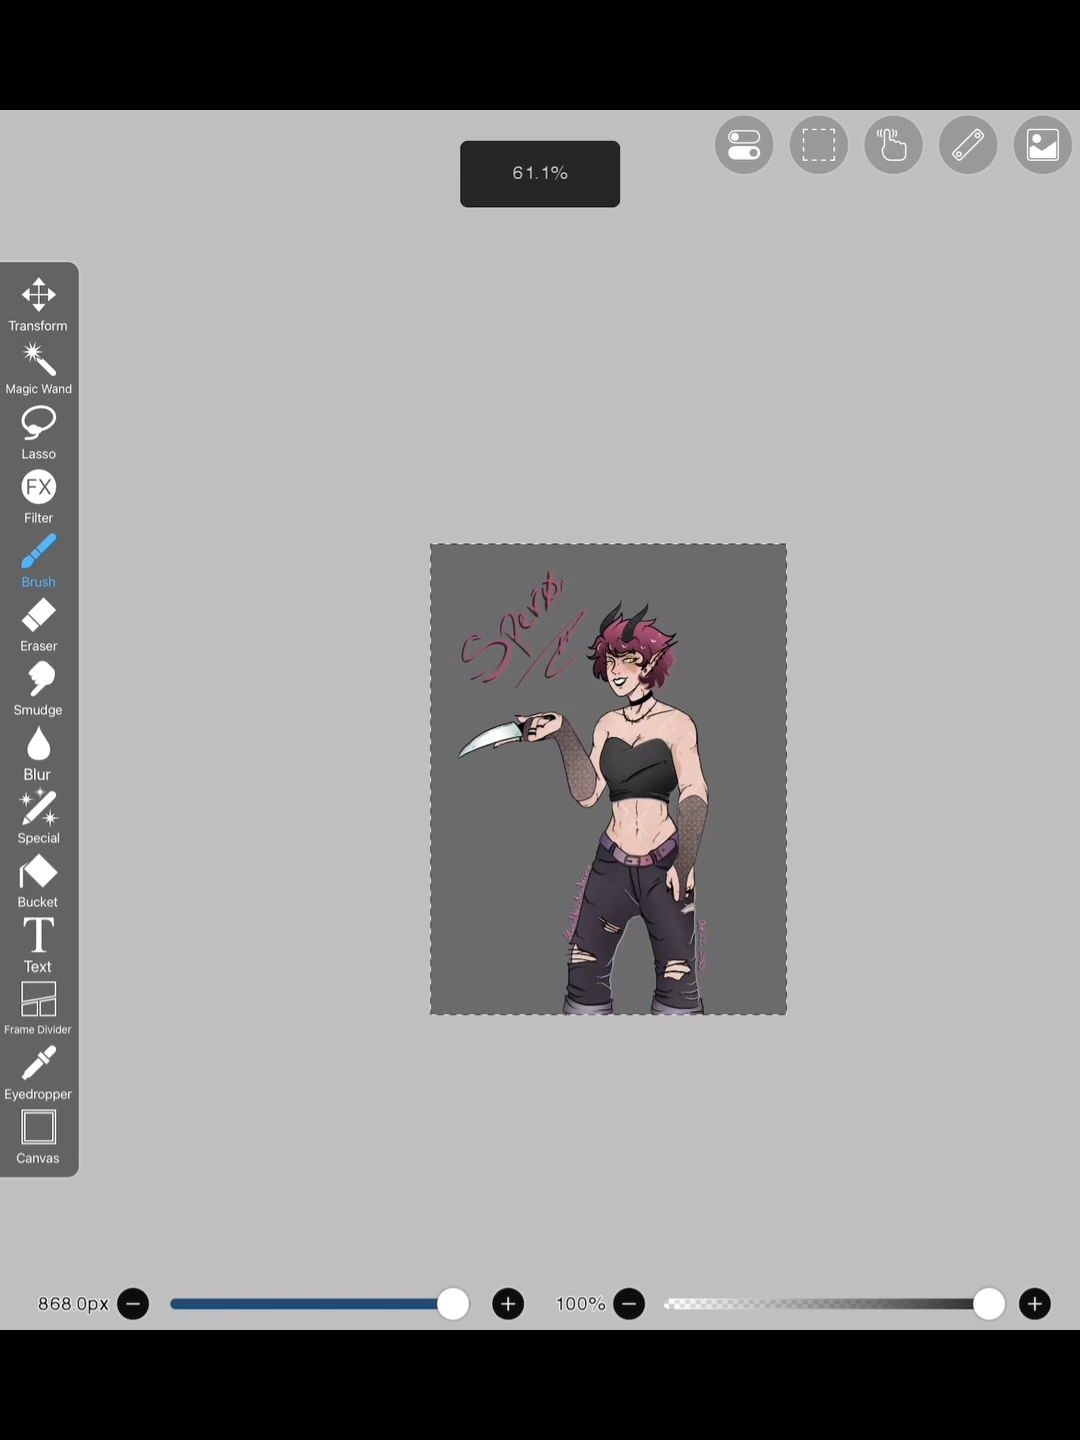 61.1%
Transform
Magic Wand
Lasso
FX
Filter
Brush
Eraser
Smudge
Blur
Special
Bucket
T
Text
Frame Divider
Eyedropper
Canvas
868.0px
100%